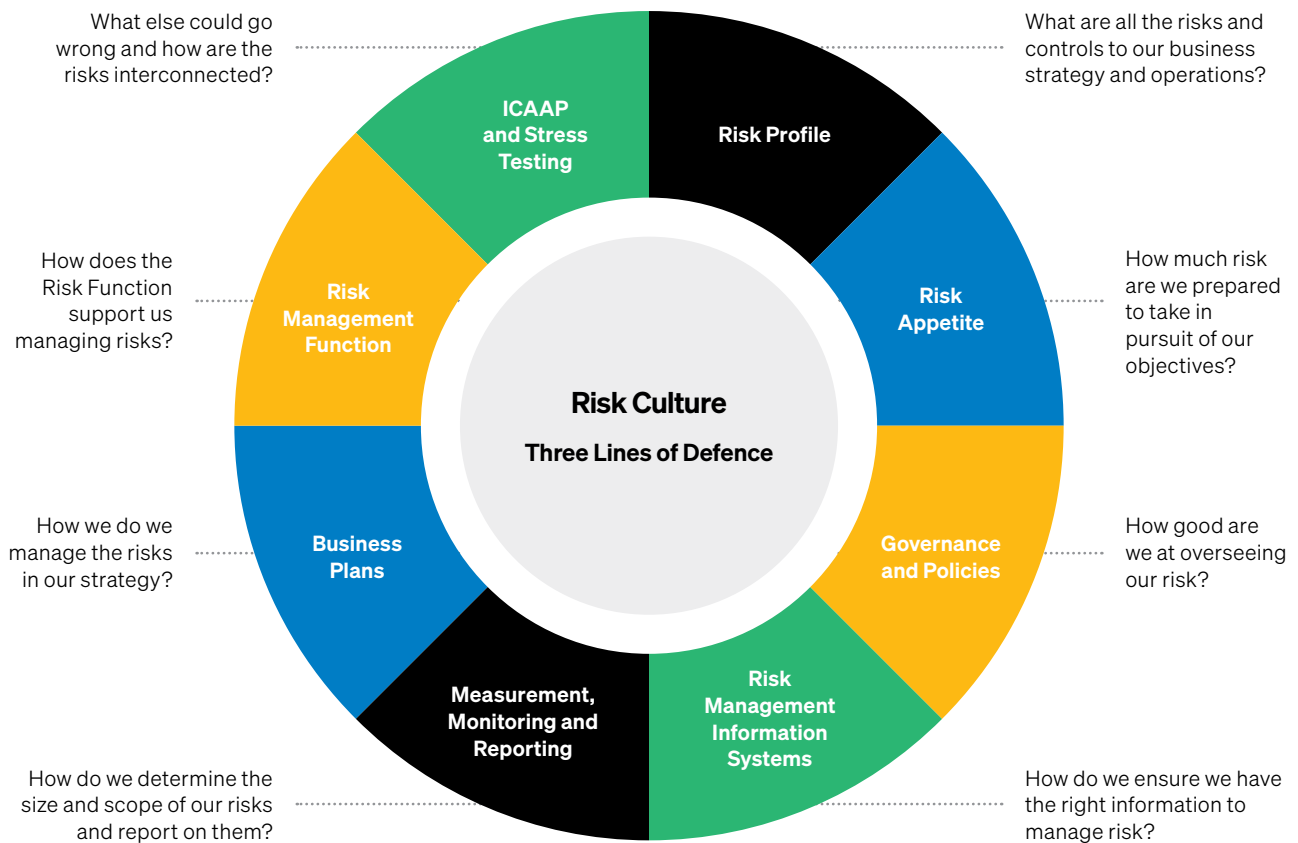 What else could go
wrong and how are the
risks interconnected?
What are all the risks and
controls to our business
strategy and operations?
ICAAP
and Stress
Testing
Risk Profile
How does the
Risk Function
support us
managing risks?
Risk
Management
Function
Risk
Appetite
How much risk
are we prepared
to take in
pursuit of our
objectives?
Risk Culture
Three Lines of Defence
How we do we
manage the risks
in our strategy?
Business
Plans
Governance
and Policies
How good are
we at overseeing
our risk?
Measurement,
Monitoring and
Reporting
Risk
Management
Information
Systems
How do we determine the
size and scope of our risks
and report on them?
How do we ensure we have
the right information to
manage risk?